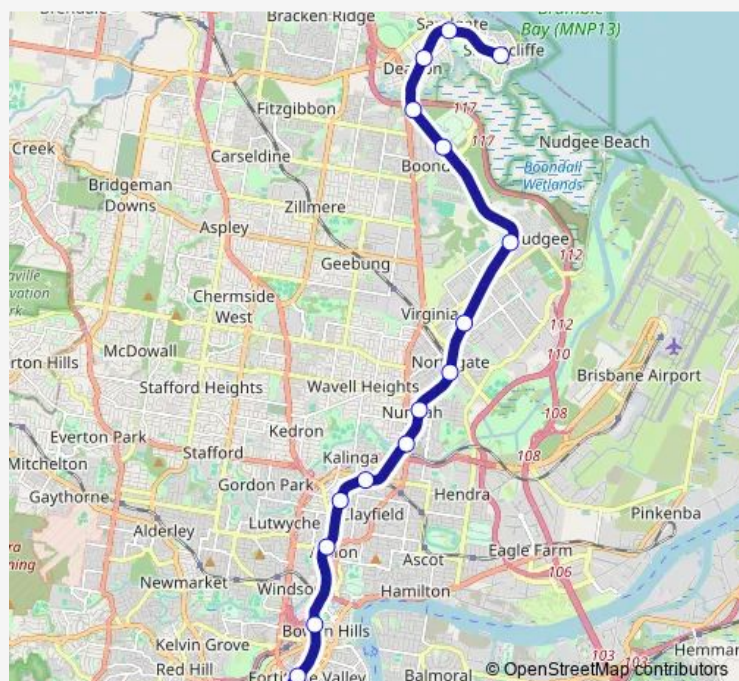 Bracken Ridge
Bay (MNP13)
Fitzgibbon
117
Creek
Carseldine
117
Nudgee Beach
Boondall
Wetlands
Bridgeman
Downs
Zillmere
Aspley
112
Geebung
Chermside
West
Virginia
112
110
McDowall
Brisbane Airport
Stafford Heights
Wavell Heights
108
Kedron
Everton Park
Stafford
Kalinga
108
Mitchelton
Gordon Park
Hendra
Gaythorne
Lutwyche
Pinkenba
Alderley
Ascot
Eagle Farm
106
Newmarket
Hamilton
Kelvin Grove
103
Red Hill
Balmoral
© OpenStreetMap contributors